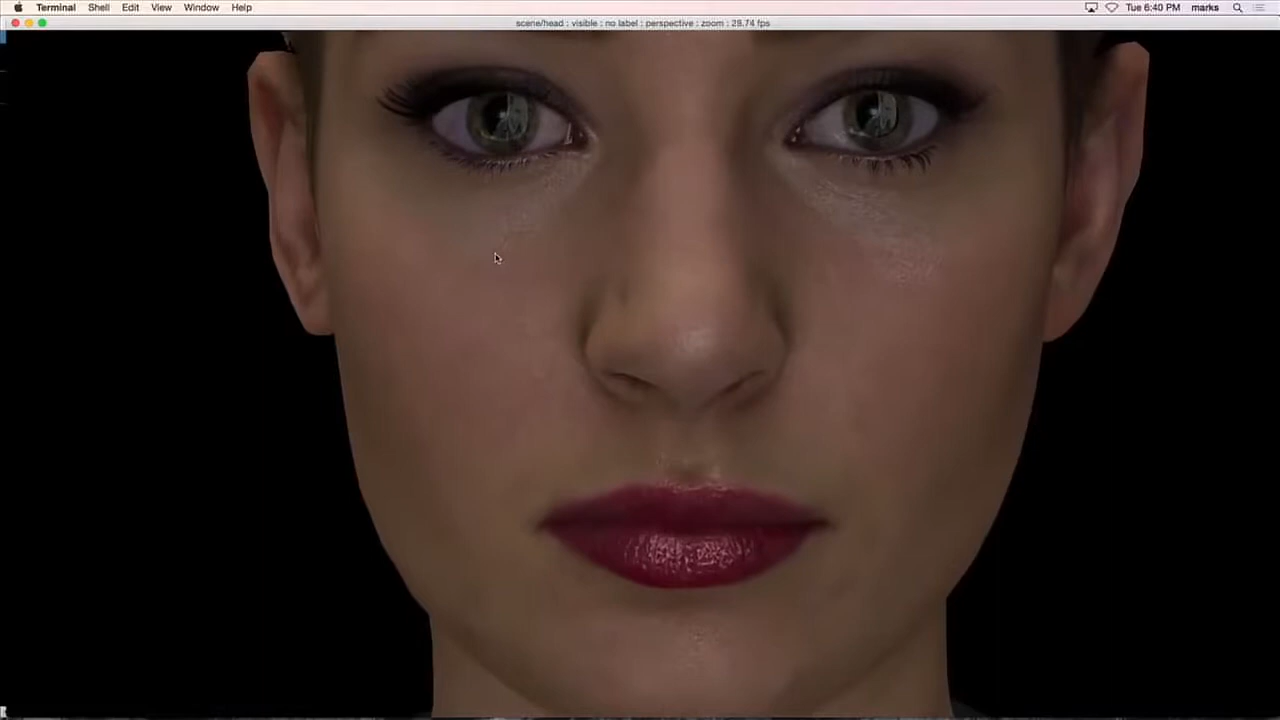 Terminal Shell Edit View Window Help Tue 6:40 PM marks
scene/head : visible : no label : perspective : zoom : 28.74 fps